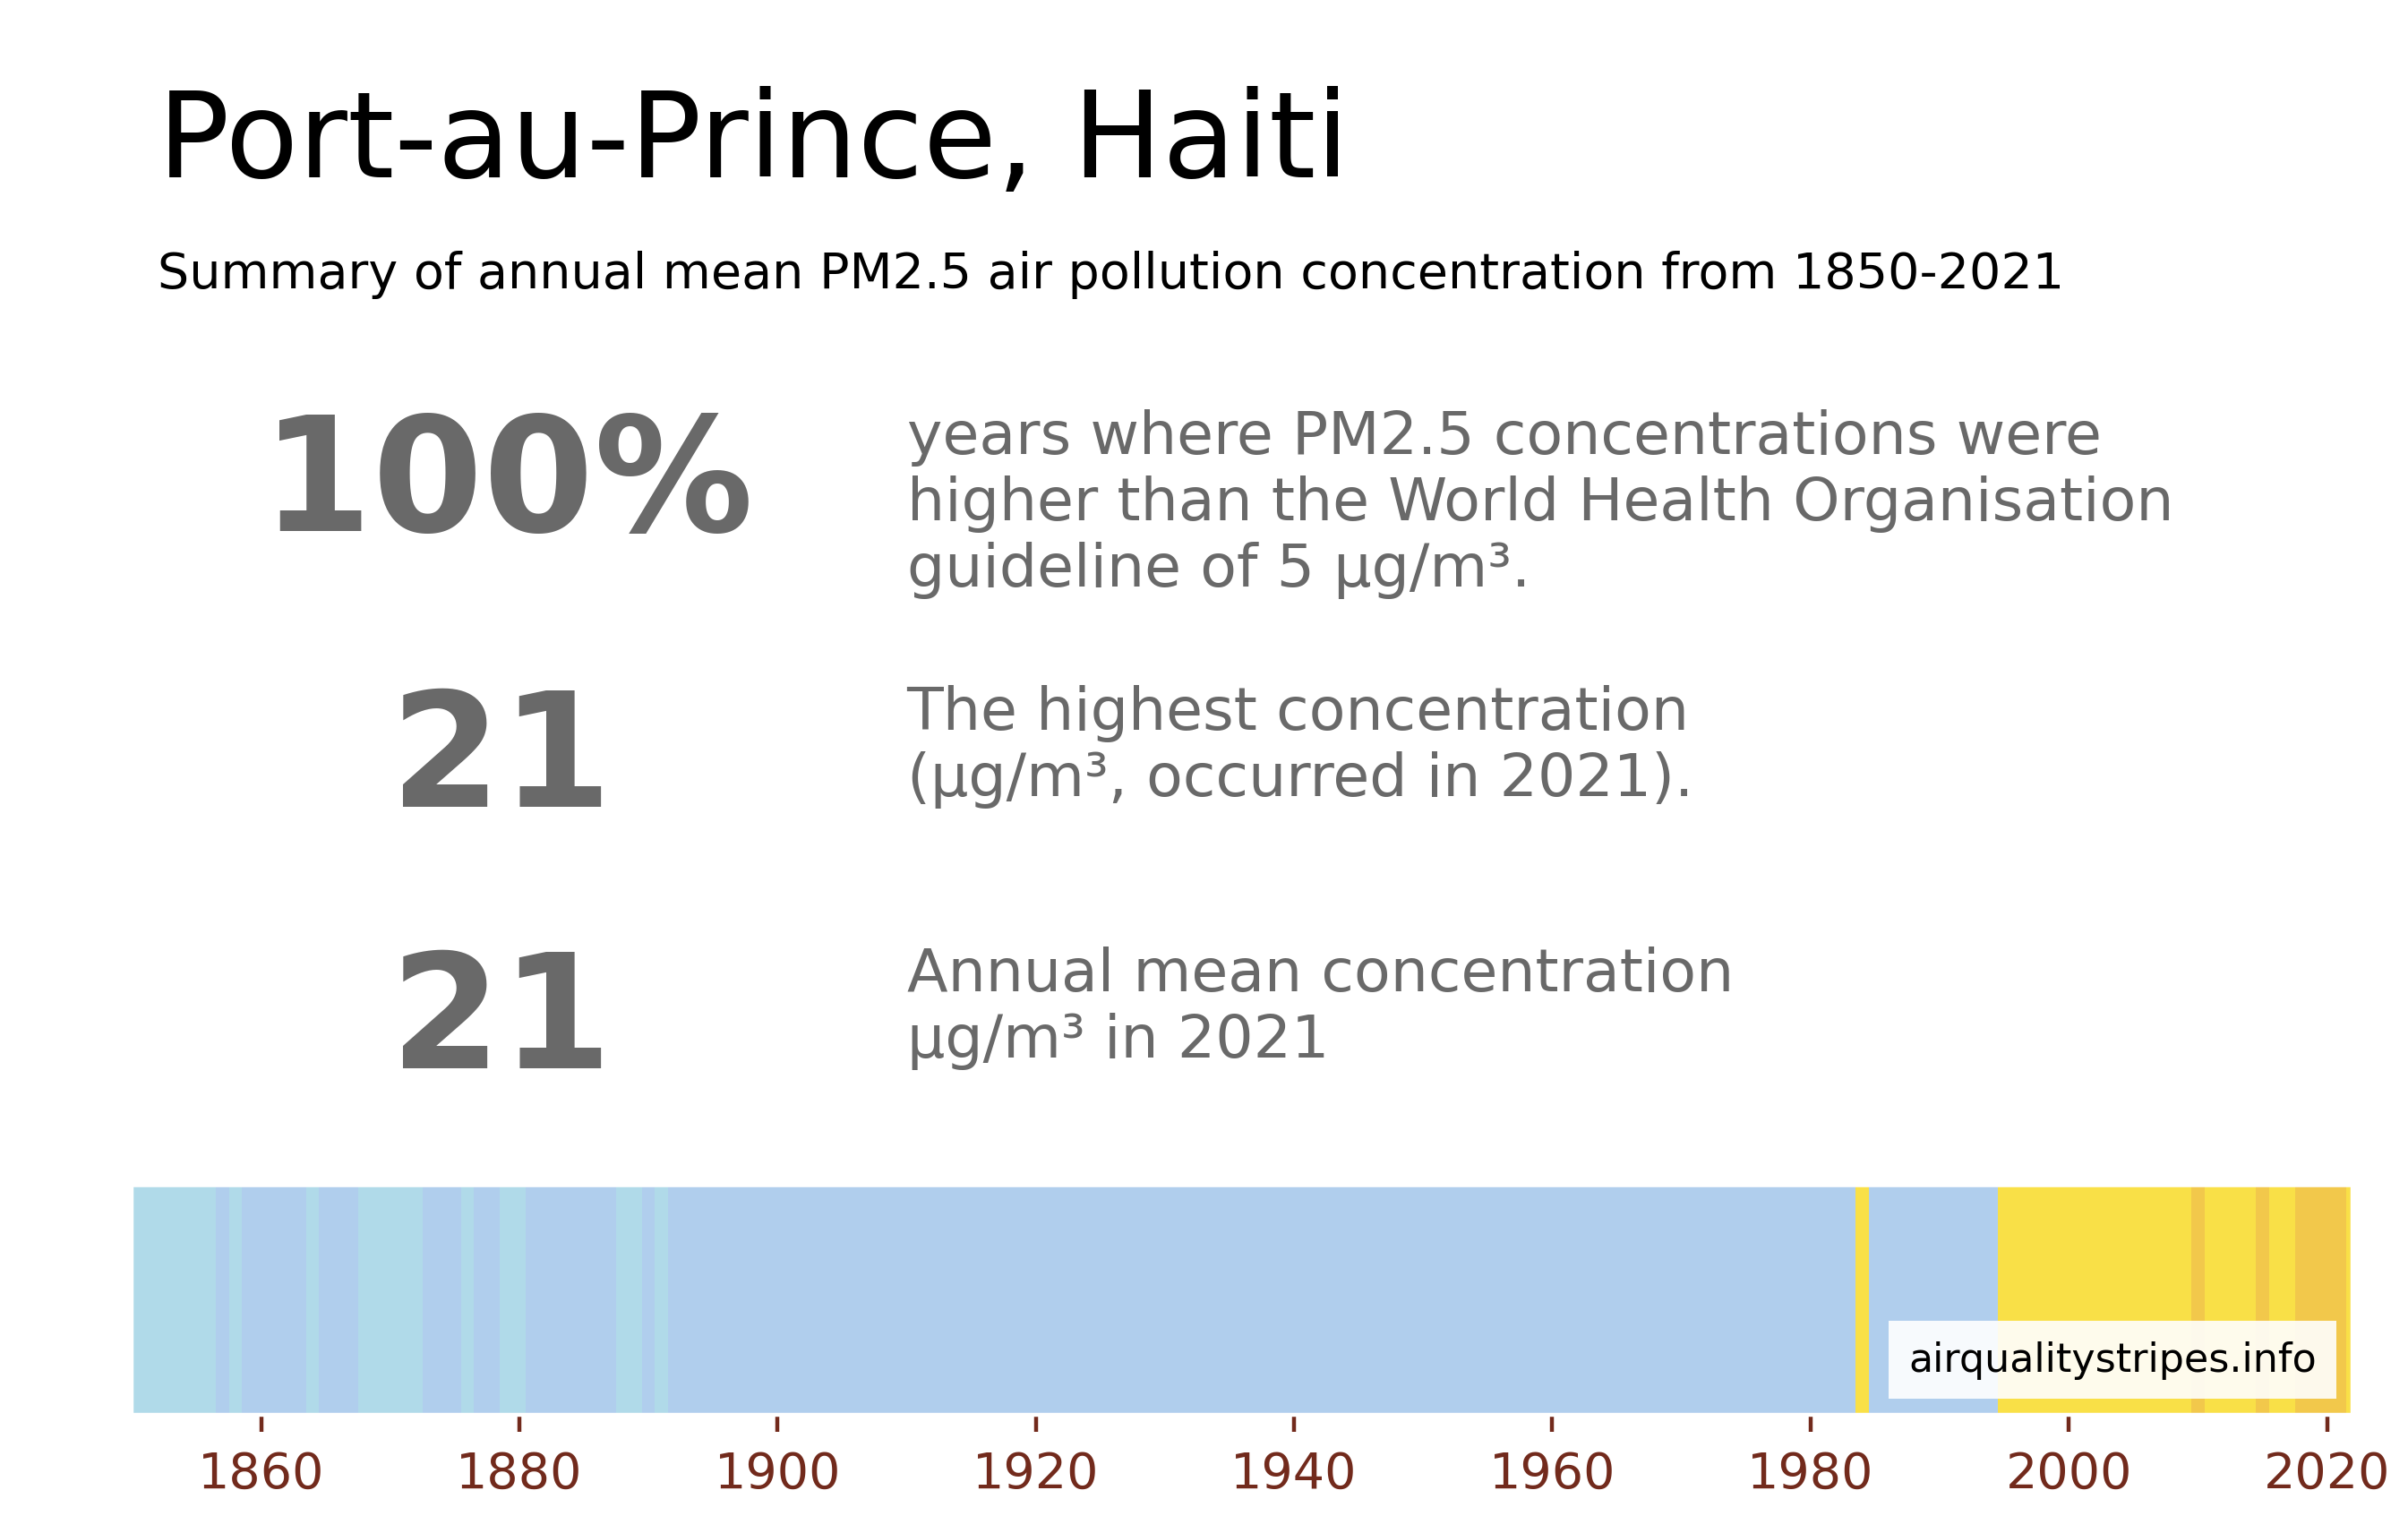 Port-au-Prince, Haiti
Summary of annual mean PM2.5 air pollution concentration from 1850-2021
100%
years where PM2.5 concentrations were
higher than the World Health Organisation
guideline of 5 µg/m³.
21
The highest concentration
(µg/m³, occurred in 2021).
21
Annual mean concentration
µg/m³ in 2021
airqualitystripes.info
1860 1880 1900 1920 1940 1960 1980 2000 2020